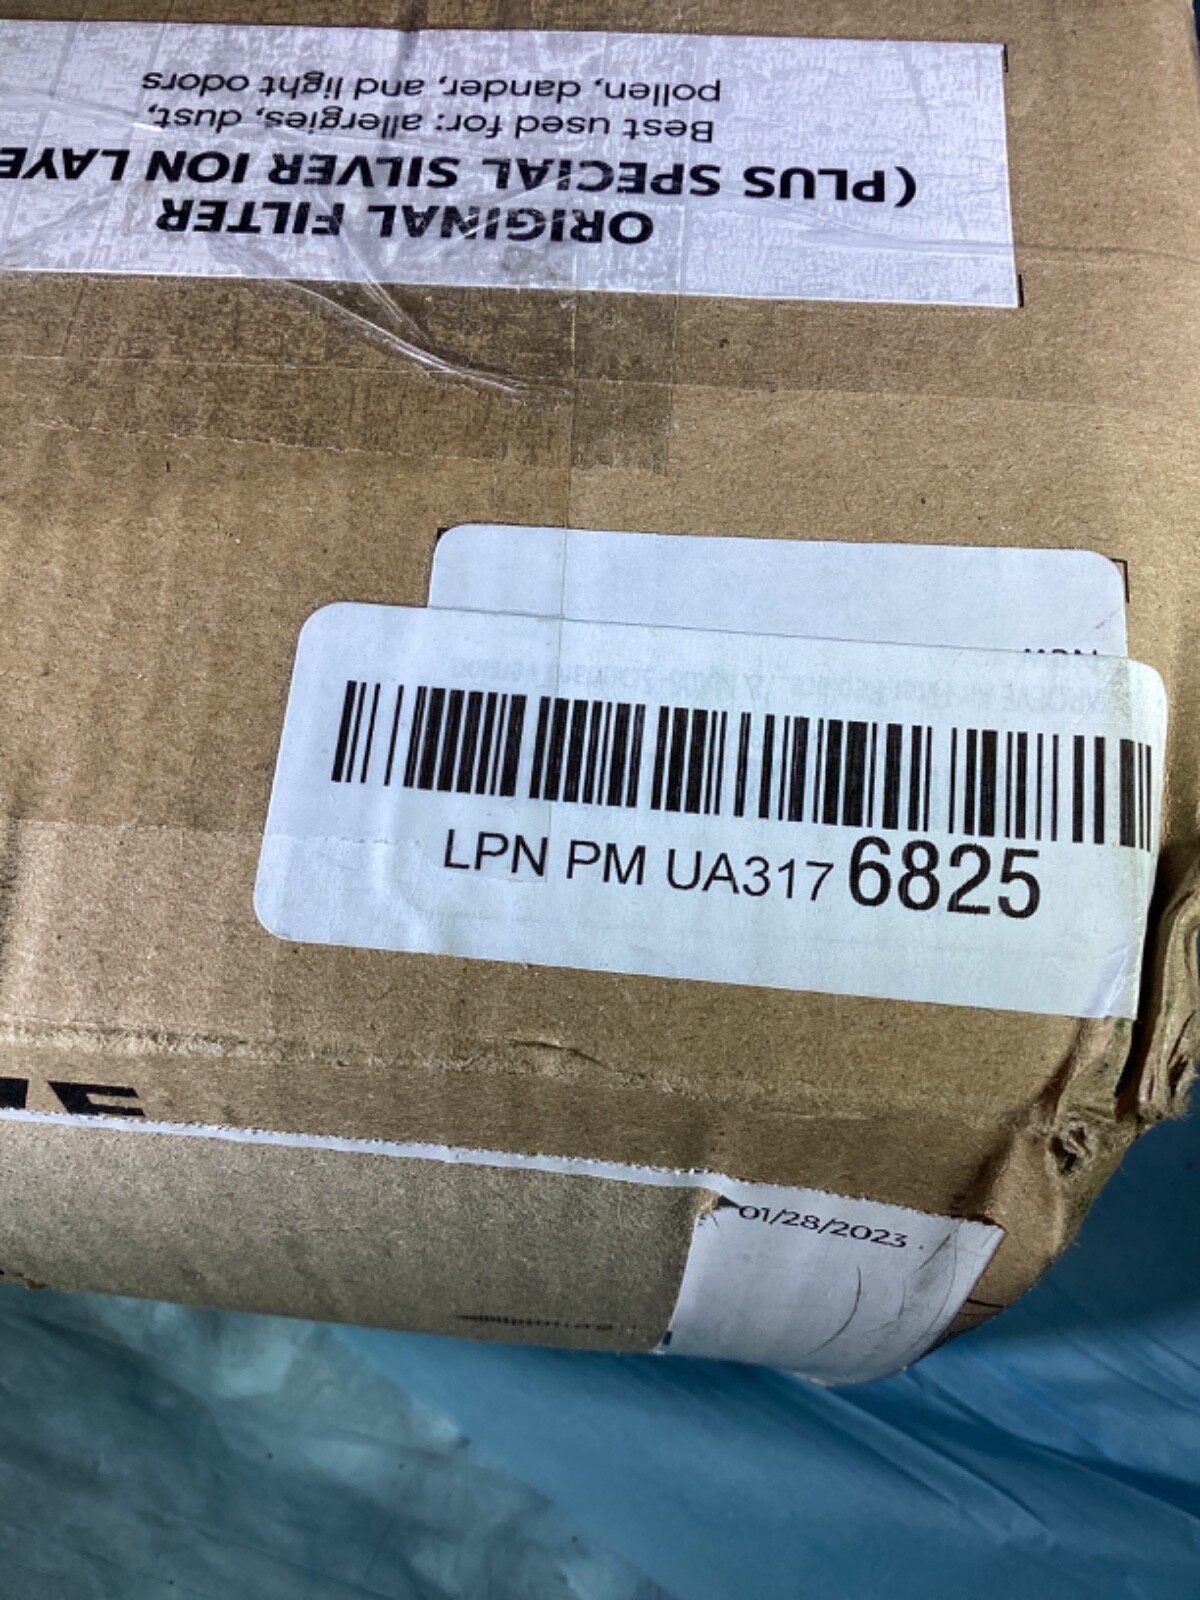 ORIGINAL FILTER
(PLUS SPECIAL SILVER ION LAYE
Best used for: allergies, dust,
pollen, dander, and light odors
New
LPN PM UA317 6825
01/28/2023